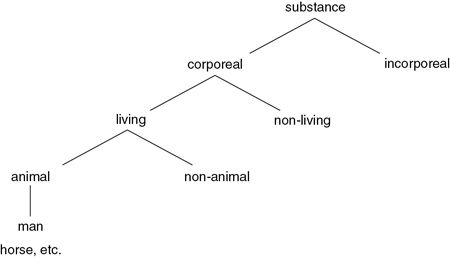 substance
corporeal
incorporeal
living
non-living
animal
non-animal
man
horse, etc.